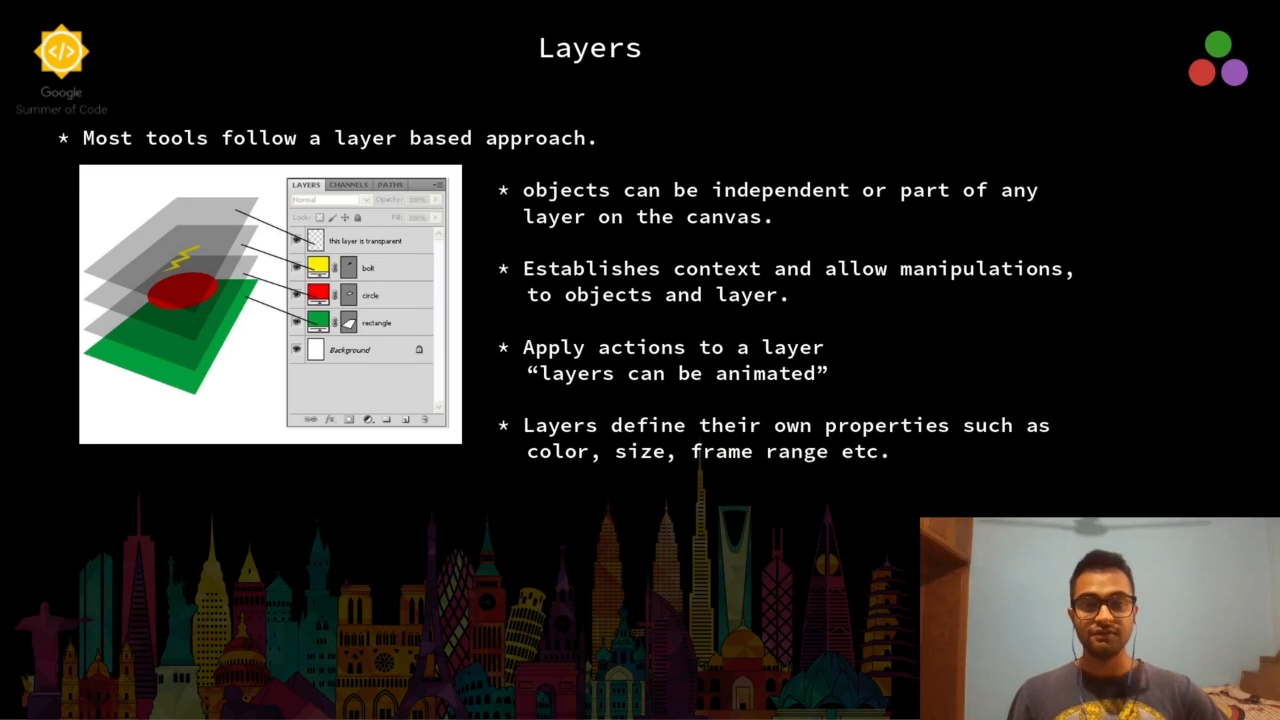 Layers
</>
Google
Summer of Code
* Most tools follow a layer based approach.
LAYERS CHANNELS PATHS
Normal Opacity: 100%
Lock: Fill: 100%
this layer is transparent
bolt
circle
rectangle
Background
fx
* objects can be independent or part of any
layer on the canvas.
* Establishes context and allow manipulations,
to objects and layer.
* Apply actions to a layer
“layers can be animated”
* Layers define their own properties such as
color, size, frame range etc.